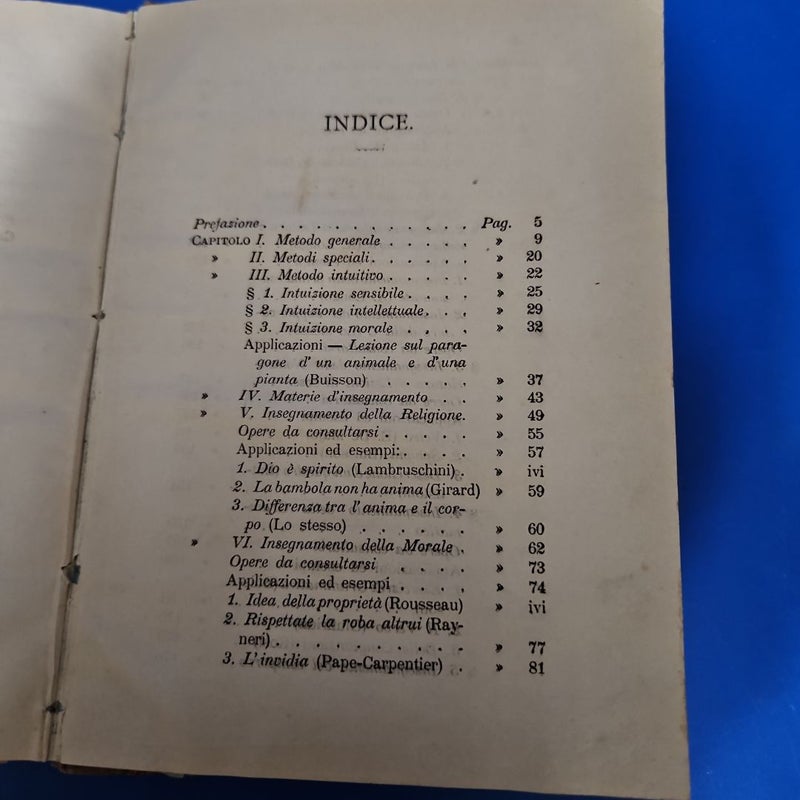 INDICE.
Prefazione . . . . . . . . . . . . Pag. 5
CAPITOLO I. Metodo generale . . . . . » 9
» II. Metodi speciali . . . . . . » 20
» III. Metodo intuitivo . . . . . » 22
§ 1. Intuizione sensibile . . . . » 25
§ 2. Intuizione intellettuale . . . » 29
§ 3. Intuizione morale . . . . » 32
Applicazioni — Lezione sul para-
gone d' un animale e d'una
pianta (Buisson) . . . . . » 37
» IV. Materie d'insegnamento . . » 43
» V. Insegnamento della Religione. » 49
Opere da consultarsi . . . . . » 55
Applicazioni ed esempi: . . . . » 57
1. Dio è spirito (Lambruschini) . » ivi
2. La bambola non ha anima (Girard) » 59
3. Differenza tra l'anima e il cor-
po (Lo stesso) . . . . . . » 60
» VI. Insegnamento della Morale . » 62
Opere da consultarsi . . . . » 73
Applicazioni ed esempi . . . . » 74
1. Idea della proprietà (Rousseau) » ivi
2. Rispettate la roba altrui (Ray-
neri) . . . . . . . . . . » 77
3. L'invidia (Pape-Carpentier) . » 81